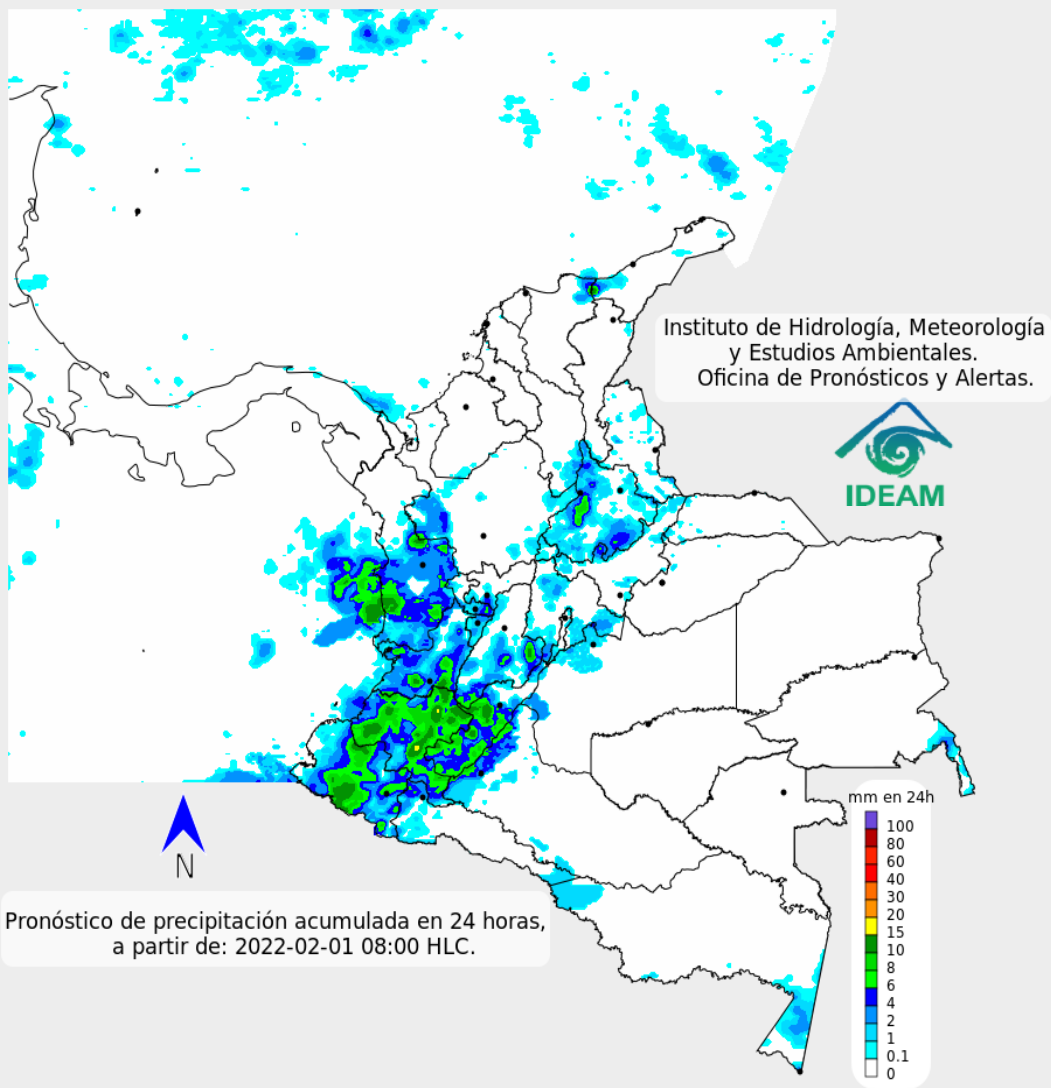 Instituto de Hidrología, Meteorología
y Estudios Ambientales.
Oficina de Pronósticos y Alertas.
IDEAM
mm en 24h
100
80
60
40
30
20
15
10
8
6
4
2
1
0.1
0
N
Pronóstico de precipitación acumulada en 24 horas,
a partir de: 2022-02-01 08:00 HLC.